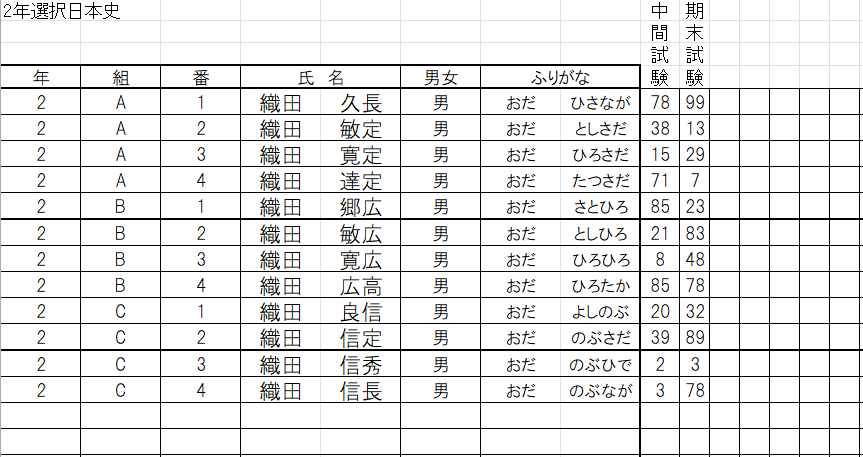 2年選択日本史 中間試験 期末試験
年 組 番 氏 名 男女 ふりがな
2 A 1 織田 久長 男 おだ ひさなが 78 99
2 A 2 織田 敏定 男 おだ としさだ 38 13
2 A 3 織田 寛定 男 おだ ひろさだ 15 29
2 A 4 織田 達定 男 おだ たつさだ 71 7
2 B 1 織田 郷広 男 おだ さとひろ 85 23
2 B 2 織田 敏広 男 おだ としひろ 21 83
2 B 3 織田 寛広 男 おだ ひろひろ 8 48
2 B 4 織田 広高 男 おだ ひろたか 85 78
2 C 1 織田 良信 男 おだ よしのぶ 20 32
2 C 2 織田 信定 男 おだ のぶさだ 39 89
2 C 3 織田 信秀 男 おだ のぶひで 2 3
2 C 4 織田 信長 男 おだ のぶなが 3 78